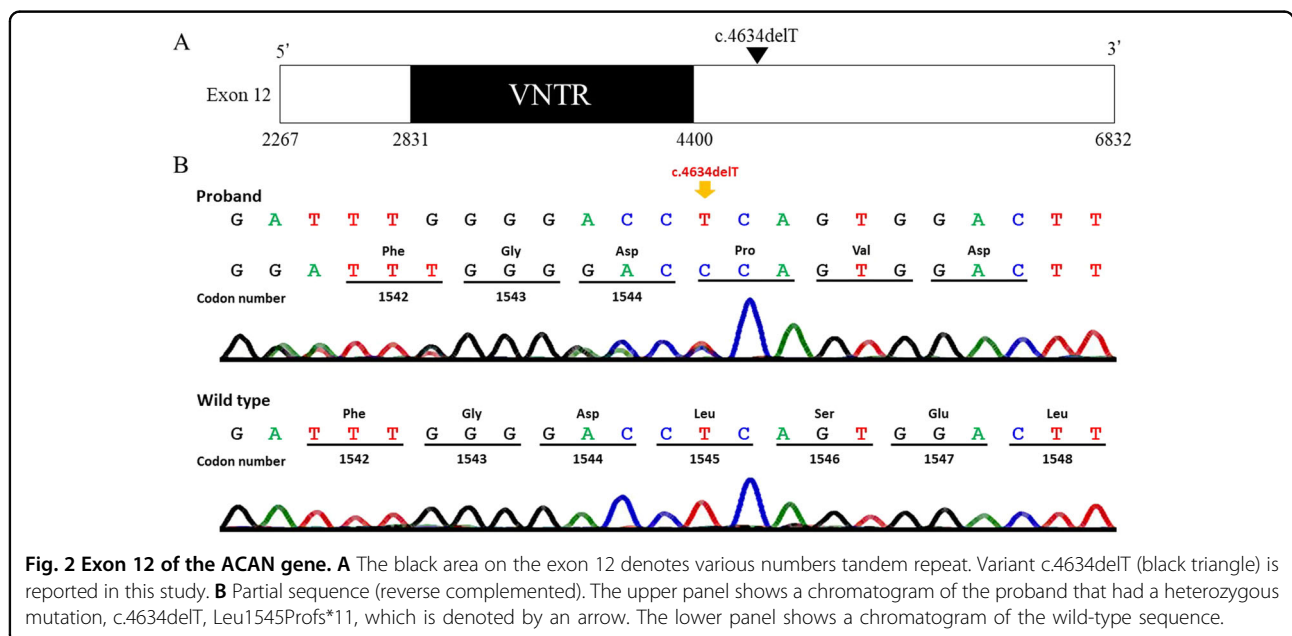 A
c.4634delT
5’
3’
Exon 12
VNTR
2267
2831
4400
6832
B
c.4634delT
Proband
G A T T T G G G G A C C T C A G T G G A C T T
Phe Gly Asp Pro Val Asp
G G A T T T G G G G A C C C A G T G G A C T T
Codon number 1542 1543 1544
Wild type
Phe Gly Asp Leu Ser Glu Leu
G A T T T G G G G A C C T C A G T G G A C T T
Codon number 1542 1543 1544 1545 1546 1547 1548
Fig. 2 Exon 12 of the ACAN gene. A The black area on the exon 12 denotes various numbers tandem repeat. Variant c.4634delT (black triangle) is
reported in this study. B Partial sequence (reverse complemented). The upper panel shows a chromatogram of the proband that had a heterozygous
mutation, c.4634delT, Leu1545Profs*11, which is denoted by an arrow. The lower panel shows a chromatogram of the wild-type sequence.